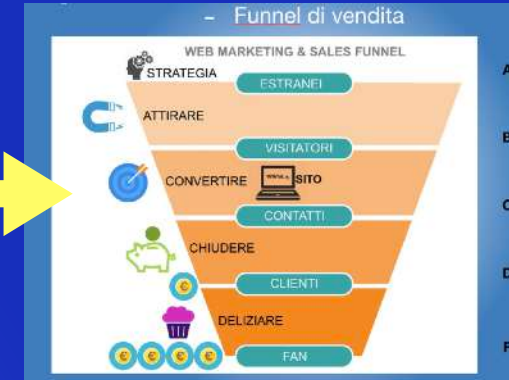 - Funnel di vendita
WEB MARKETING & SALES FUNNEL
STRATEGIA
ESTRANEI
ATTIRARE
VISITATORI
CONVERTIRE
SITO
CONTATTI
CHIUDERE
CLIENTI
DELIZIARE
FAN
A
B
C
D
F